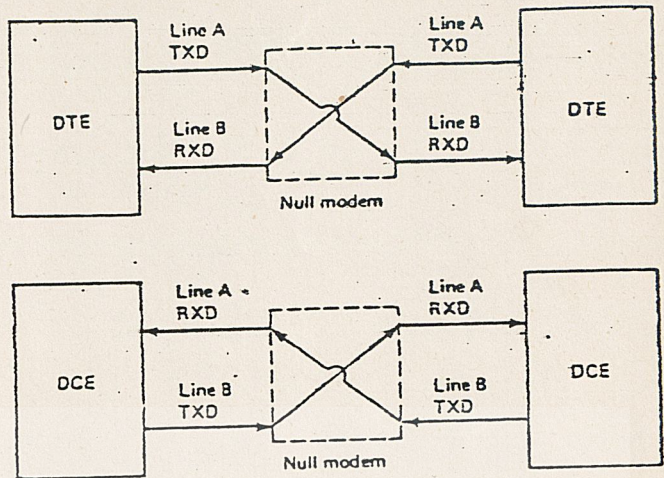 Line A
TXD
Line A
TXD
DTE
DTE
Line B
RXD
Line B
RXD
Null modem
Line A
RXD
Line A
RXD
DCE
DCE
Line B
TXD
Line B
TXD
Null modem